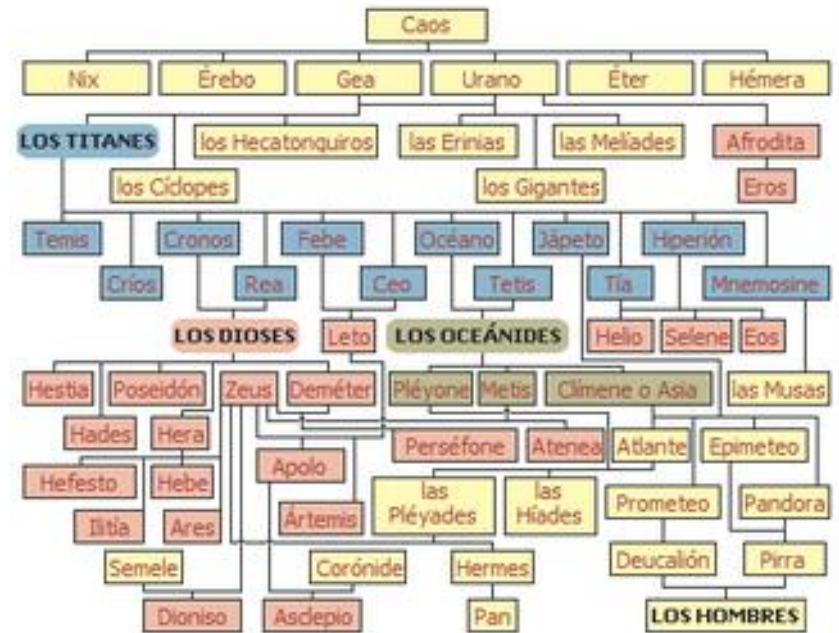 Caos
Nix Érebo Gea Urano Éter Hémera
LOS TITANES los Hecatonquiros las Erinias las Melíades Afrodita
los Cíclopes los Gigantes Eros
Temis Cronos Febe Océano Jápeto Hiperión
Críos Rea Ceo Tetis Tía Mnemosine
LOS DIOSES Leto LOS OCEÁNIDES Helio Selene Eos
Hestia Poseidón Zeus Deméter Pléyone Metis Clímene o Asia las Musas
Hades Hera Perséfone Atenea Atlante Epimeteo
Hefesto Hebe Apolo las Pléyades las Híades Prometeo Pandora
Ilitía Ares Ártemis
Semele Corónide Hermes Deucalión Pirra
Dioniso Asclepio Pan LOS HOMBRES